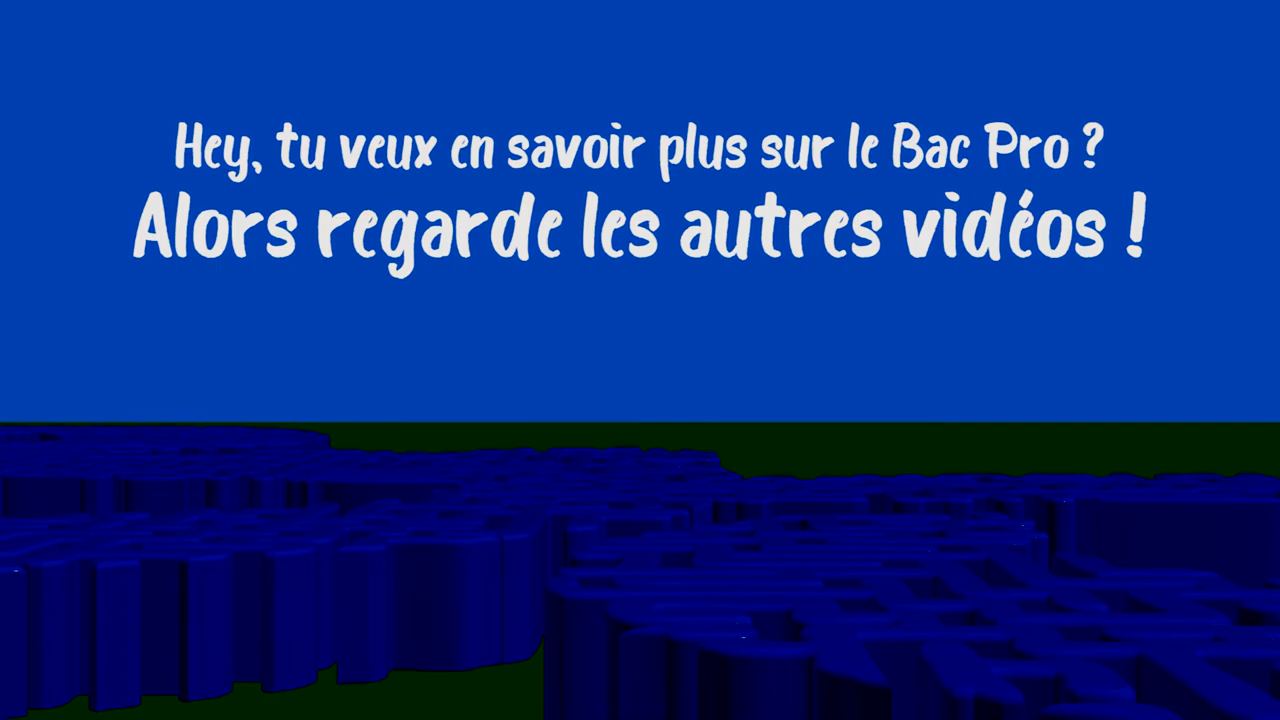 Hey, tu veux en savoir plus sur le Bac Pro ?
Alors regarde les autres vidéos !